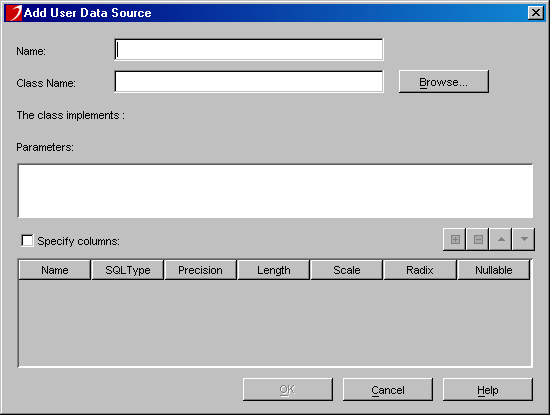 Add User Data Source
Name:
Class Name:
Browse...
The class implements :
Parameters:
Specify columns:
Name SQLType Precision Length Scale Radix Nullable
OK Cancel Help